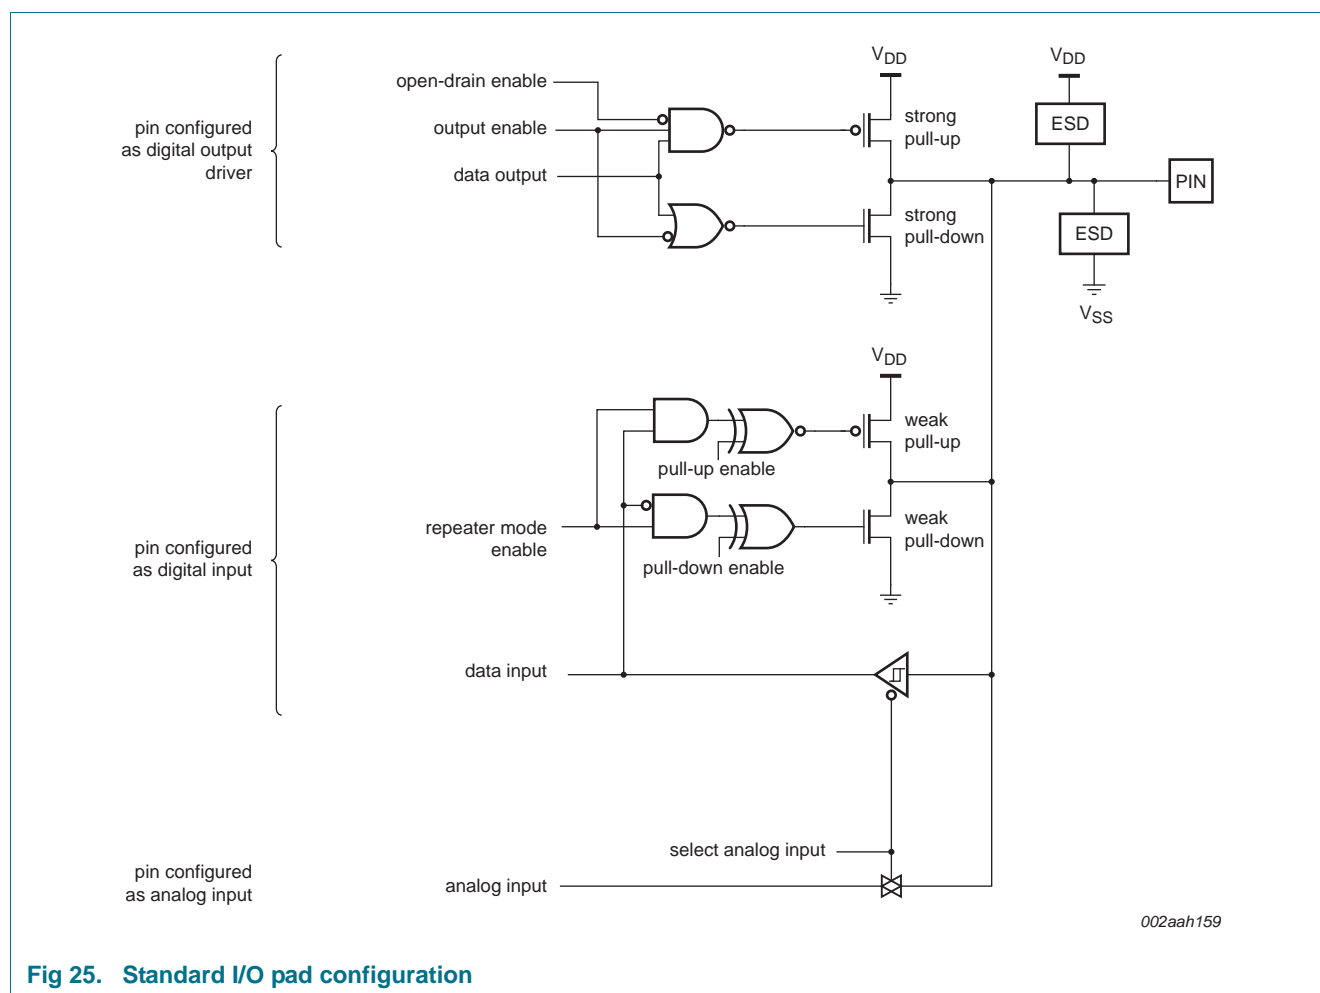 VDD
VDD
open-drain enable
output enable
data output
pin configured
as digital output
driver
strong
pull-up
ESD
PIN
strong
pull-down
ESD
VSS
VDD
weak
pull-up
pull-up enable
repeater mode
enable
weak
pull-down
pull-down enable
pin configured
as digital input
data input
select analog input
pin configured
as analog input
analog input
002aah159
Fig 25. Standard I/O pad configuration